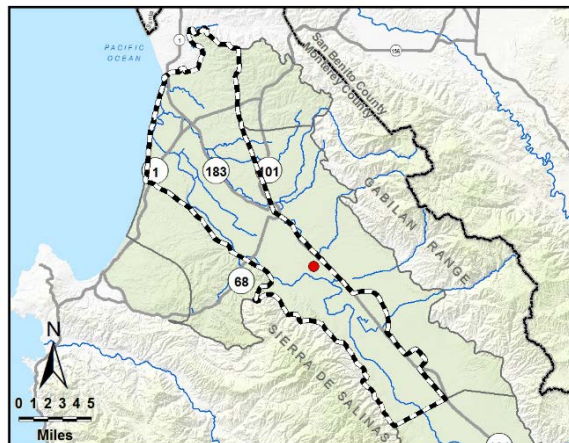 1
156
PACIFIC
OCEAN
San Benito County
Monterey County
183
101
1
GABILAN RANGE
68
SIERRA DE SALINAS
N
0 1 2 3 4 5
Miles